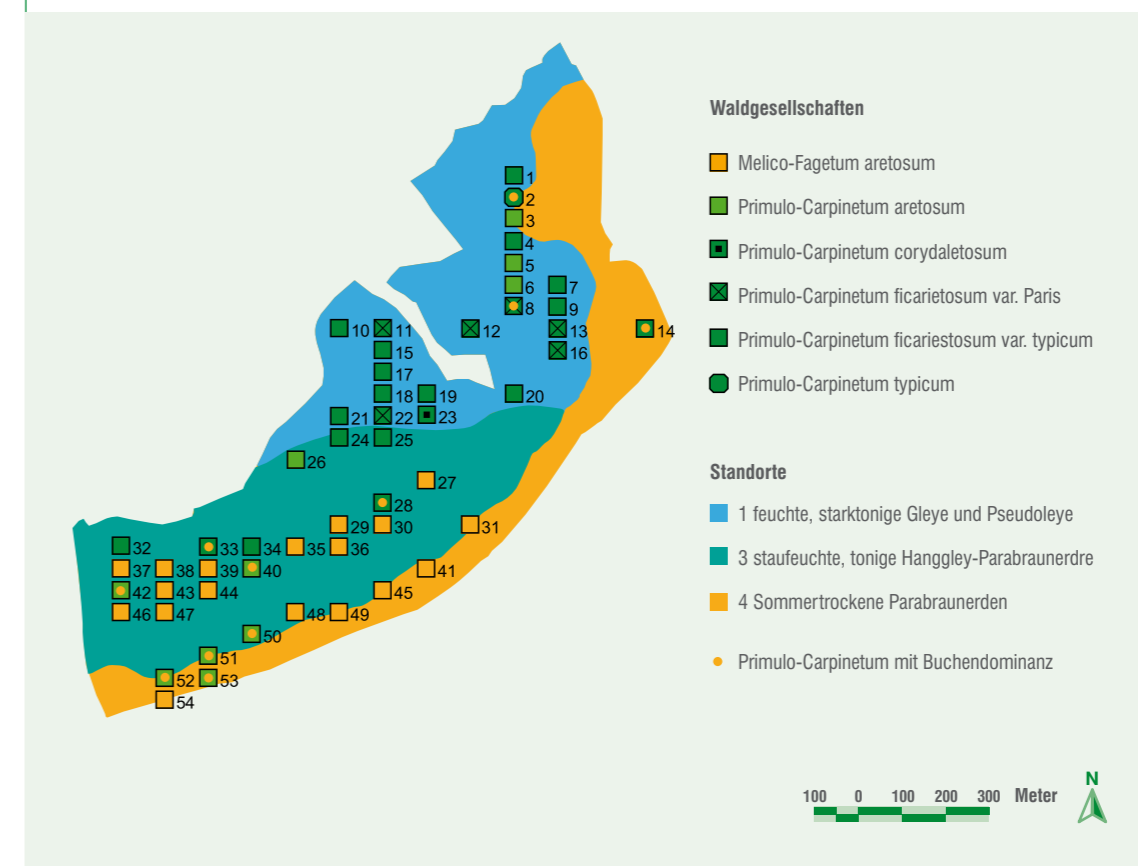 Waldgesellschaften
Melico-Fagetum aretosum
Primulo-Carpinetum aretosum
Primulo-Carpinetum corydaletosum
Primulo-Carpinetum ficarietosum var. Paris
Primulo-Carpinetum ficariestosum var. typicum
Primulo-Carpinetum typicum
Standorte
1 feuchte, starktonige Gleye und Pseudoleye
3 staufeuchte, tonige Hanggley-Parabraunerdre
4 Sommertrockene Parabraunerden
Primulo-Carpinetum mit Buchendominanz
1
2
3
4
5
6 7
8 9
10 11 12 13 14
15 16
17
18 19 20
21 22 23
24 25
26
27
28
29 30 31
32 33 34 35 36
37 38 39 40 41
42 43 44 45
46 47 48 49
50
51
52 53
54
100 0 100 200 300 Meter
N